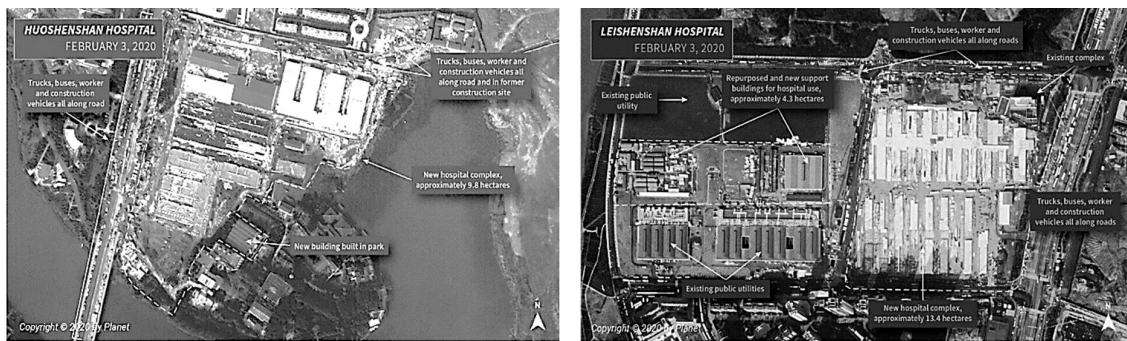 HUOSHENSHAN HOSPITAL
FEBRUARY 3, 2020
Trucks, buses, worker
and construction
vehicles all along road
Trucks, buses, worker and
construction vehicles all
along road and in former
construction site
New hospital complex,
approximately 9.8 hectares
New building built in park
Copyright © 2020 by Planet
N
LEISHENSHAN HOSPITAL
FEBRUARY 3, 2020
Trucks, buses, worker and
construction vehicles all along roads
Existing complex
Repurposed and new support
buildings for hospital use,
approximately 4.3 hectares
Existing public
utility
Trucks, buses, worker
and construction
vehicles all along roads
Existing public utilities
New hospital complex,
approximately 13.4 hectares
Copyright © 2020 by Planet
N